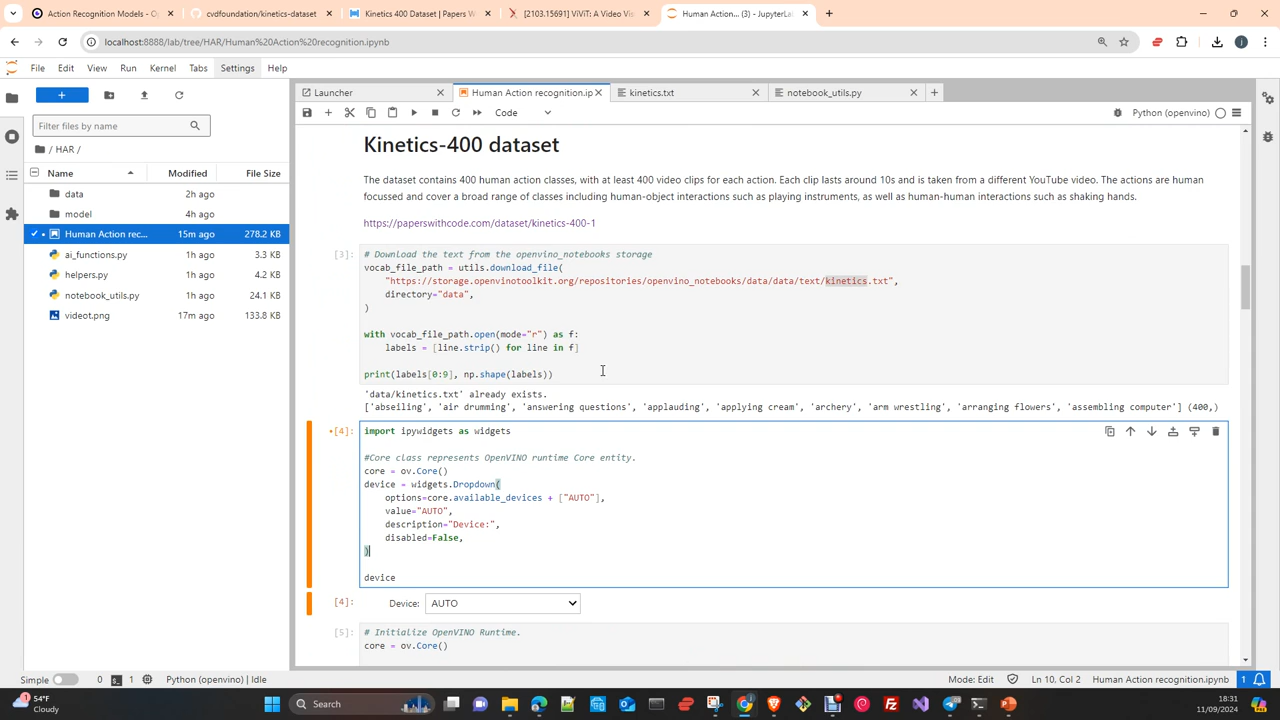 Action Recognition Models - Op
cvdfoundation/kinetics-dataset
Kinetics 400 Dataset | Papers W
[2103.15691] ViViT: A Video Vis
Human Action... (3) - JupyterLab
localhost:8888/lab/tree/HAR/Human%20Action%20recognition.ipynb
File Edit View Run Kernel Tabs Settings Help
Launcher
Human Action recognition.ip
kinetics.txt
notebook_utils.py
Code
Python (openvino)
Filter files by name
/ HAR /
Name Modified File Size
data 2h ago
model 4h ago
Human Action rec... 15m ago 278.2 KB
ai_functions.py 1h ago 3.3 KB
helpers.py 1h ago 4.2 KB
notebook_utils.py 1h ago 24.1 KB
videot.png 17m ago 133.8 KB
Kinetics-400 dataset
The dataset contains 400 human action classes, with at least 400 video clips for each action. Each clip lasts around 10s and is taken from a different YouTube video. The actions are human
focussed and cover a broad range of classes including human-object interactions such as playing instruments, as well as human-human interactions such as shaking hands.
https://paperswithcode.com/dataset/kinetics-400-1
[3]: # Download the text from the openvino_notebooks storage
vocab_file_path = utils.download_file(
"https://storage.openvinotoolkit.org/repositories/openvino_notebooks/data/data/text/kinetics.txt",
directory="data",
)
with vocab_file_path.open(mode="r") as f:
labels = [line.strip() for line in f]
print(labels[0:9], np.shape(labels))
'data/kinetics.txt' already exists.
['abseiling', 'air drumming', 'answering questions', 'applauding', 'applying cream', 'archery', 'arm wrestling', 'arranging flowers', 'assembling computer'] (400,)
[4]: import ipywidgets as widgets
#Core class represents OpenVINO runtime Core entity.
core = ov.Core()
device = widgets.Dropdown(
options=core.available_devices + ["AUTO"],
value="AUTO",
description="Device:",
disabled=False,
)
device
[4]: Device: AUTO
[5]: # Initialize OpenVINO Runtime.
core = ov.Core()
Simple 0 1 Python (openvino) | Idle
Mode: Edit Ln 10, Col 2 Human Action recognition.ipynb 1
54°F
Cloudy
Search
18:31
11/09/2024